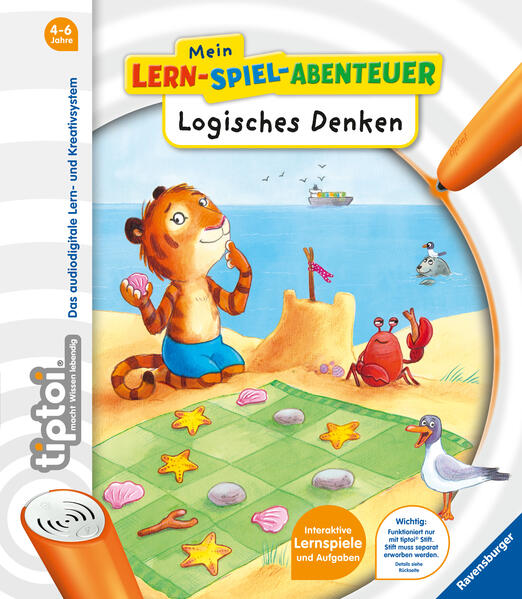 4-6
Jahre
Mein
LERN-SPIEL-ABENTEUER
Logisches Denken
tiptoi
Das audiodigitale Lern- und Kreativsystem
tiptoi®
macht Wissen lebendig
Interaktive
Lernspiele
und Aufgaben
Wichtig:
Funktioniert nur
mit tiptoi® Stift.
Stift muss separat
erworben werden.
Details siehe
Rückseite
Ravensburger